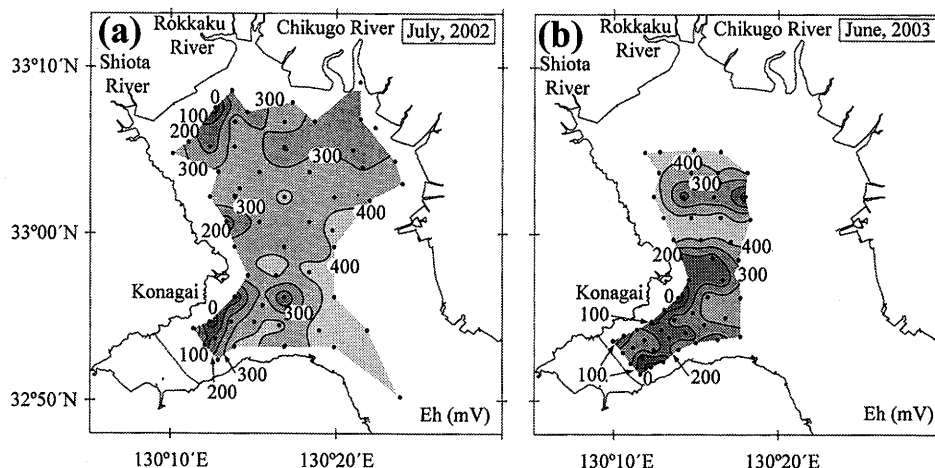 (a)
Rokkaku
River
Chikugo River
July, 2002
33°10´N
Shiota
River
0
100
200
300
300
300
300
200
400
33°00´N
400
Konagai
0
300
100
200
300
32°50´N
Eh (mV)
130°10´E
130°20´E
(b)
Rokkaku
River
Chikugo River
June, 2003
Shiota
River
400
300
200
400
300
Konagai
0
100
100
0
200
Eh (mV)
130°10´E
130°20´E